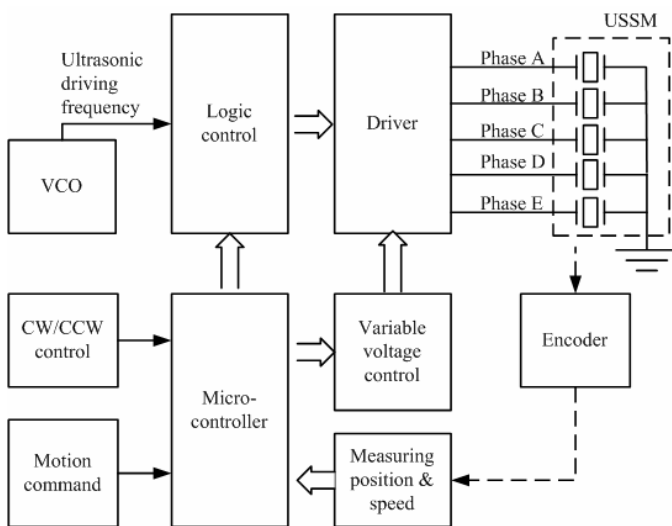 USSM
Ultrasonic
driving
frequency
Logic
control
Driver
Phase A
Phase B
Phase C
Phase D
Phase E
VCO
CW/CCW
control
Micro-
controller
Variable
voltage
control
Encoder
Motion
command
Measuring
position &
speed